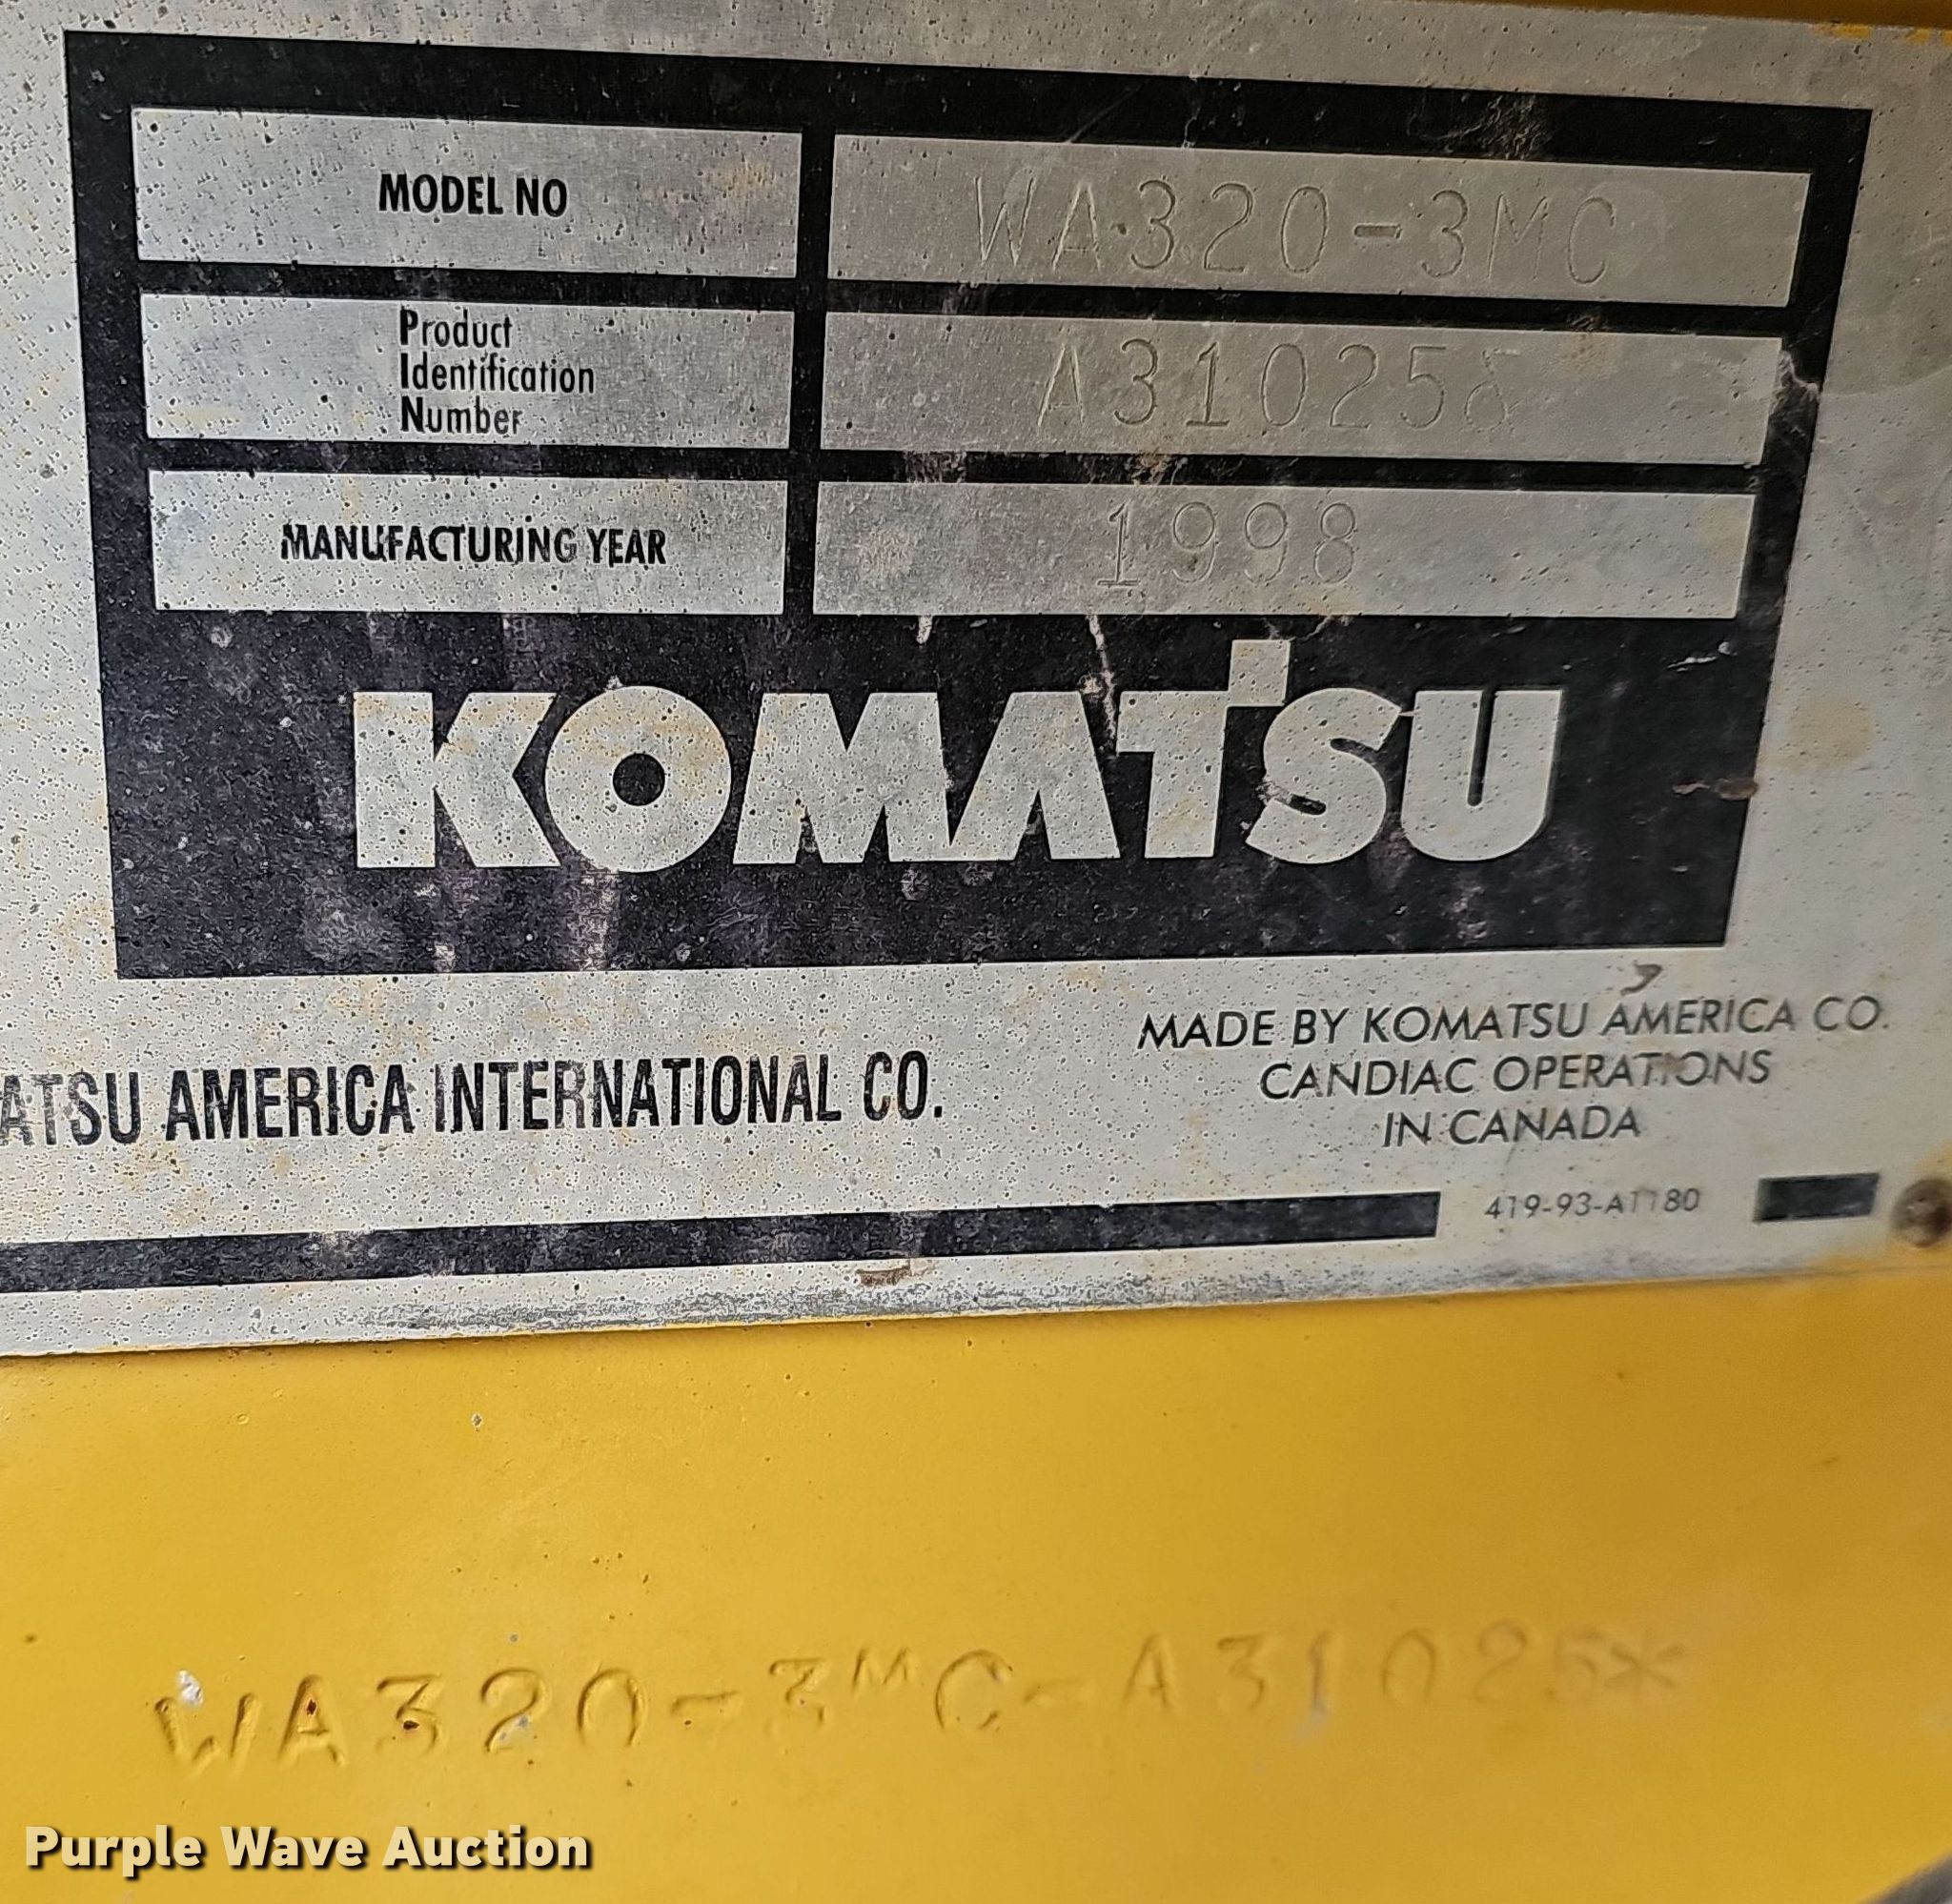 MODEL NO WA320-3MC
Product
Identification
Number
MANUFACTURING YEAR 1998
KOMATSU
ATSU AMERICA INTERNATIONAL CO.
MADE BY KOMATSU AMERICA CO.
CANDIAC OPERATIONS
IN CANADA
419-93-A1180
WA320-3MC-A31025*
Purple Wave Auction